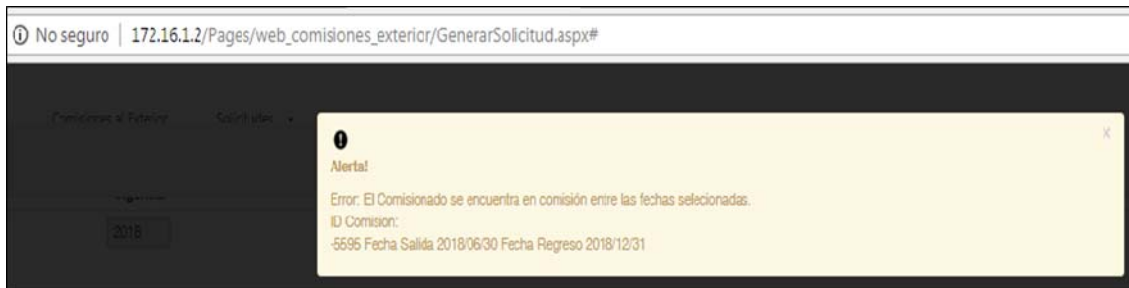 No seguro | 172.16.1.2/Pages/web_comisiones_exterior/GenerarSolicitud.aspx#
Comisiones al Exterior Solicitudes
Alerta!
x
Error: El Comisionado se encuentra en comisión entre las fechas selecionadas.
ID Comision:
-5595 Fecha Salida 2018/06/30 Fecha Regreso 2018/12/31
2018